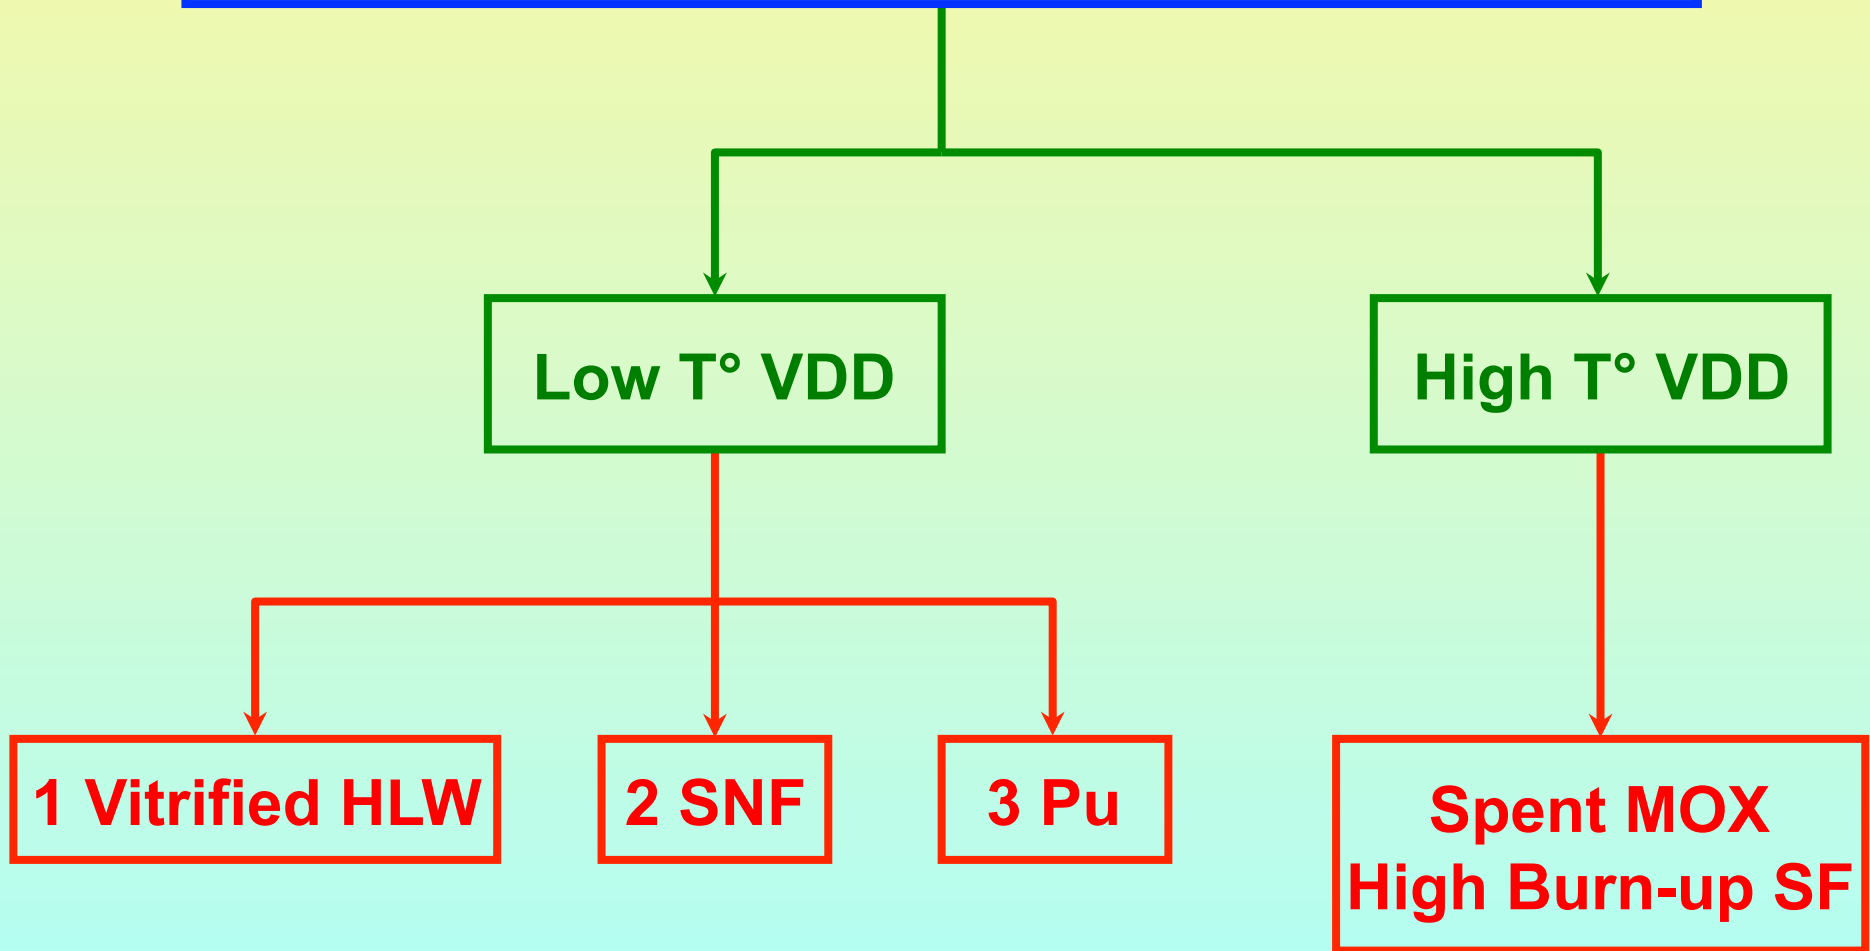 Low T° VDD
High T° VDD
1 Vitrified HLW
2 SNF
3 Pu
Spent MOX
High Burn-up SF